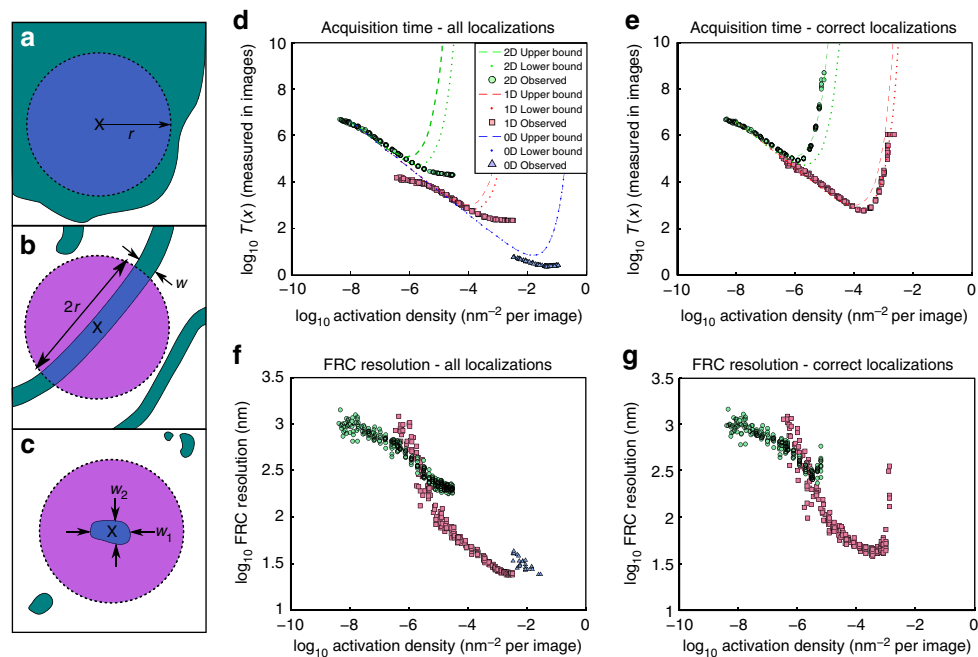 a
X
r
b
w
2r
X
c
w2
X
w1
d
Acquisition time - all localizations
log10 T(x) (measured in images)
10
8
6
4
2
0
2D Upper bound
2D Lower bound
2D Observed
1D Upper bound
1D Lower bound
1D Observed
0D Upper bound
0D Lower bound
0D Observed
−10 −8 −6 −4 −2 0
log10 activation density (nm−2 per image)
e
Acquisition time - correct localizations
log10 T(x) (measured in images)
10
8
6
4
2
0
−10 −8 −6 −4 −2 0
log10 activation density (nm−2 per image)
f
FRC resolution - all localizations
log10 FRC resolution (nm)
3.5
3
2.5
2
1.5
1
−10 −8 −6 −4 −2 0
log10 activation density (nm−2 per image)
g
FRC resolution - correct localizations
log10 FRC resolution (nm)
3.5
3
2.5
2
1.5
1
−10 −8 −6 −4 −2 0
log10 activation density (nm−2 per image)